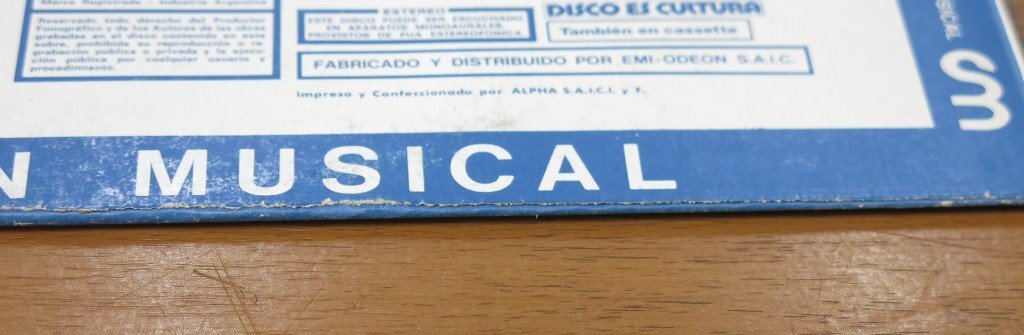 Marca Registrada - Industria Argentina
Reservado todo derecho del Productor
Fonográfico y de los Autores de las obras
grabadas en el disco contenido en este
sobre, prohibida su reproducción o re-
grabación pública o privada y la ejecu-
ción pública por cualquier usuario y
procedimiento.
ESTEREO
ESTE DISCO PUEDE SER ESCUCHADO
EN APARATOS MONOAURALES,
PROVISTOS DE PUA ESTEREOFONICA
DISCO ES CULTURA
También en cassette
FABRICADO Y DISTRIBUIDO POR EMI-ODEON S.A.I.C.
Impreso y Confeccionado por ALPHA S.A.I.C.I. y F.
N MUSICAL
MUSICAL